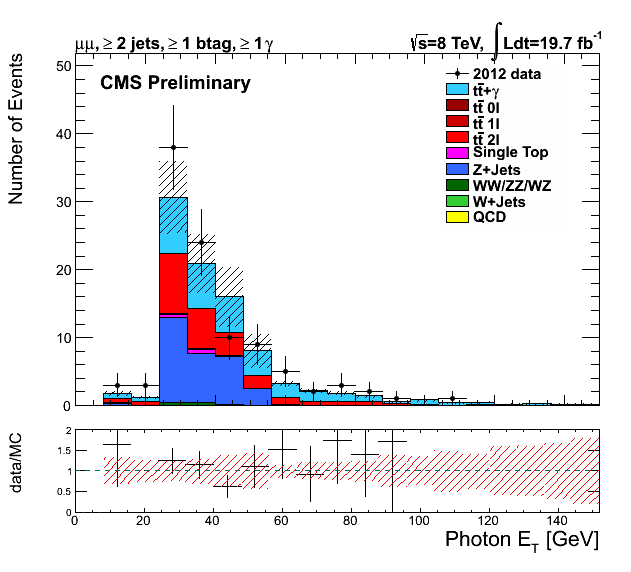 μμ, ≥ 2 jets, ≥ 1 btag, ≥ 1 γ
√s=8 TeV, ∫ Ldt=19.7 fb⁻¹
Number of Events
CMS Preliminary
50
40
30
20
10
0
2012 data
tt̄+γ
tt̄ 0l
tt̄ 1l
tt̄ 2l
Single Top
Z+Jets
WW/ZZ/WZ
W+Jets
QCD
data/MC
2
1.5
1
0.5
0
0 20 40 60 80 100 120 140
Photon E_T [GeV]